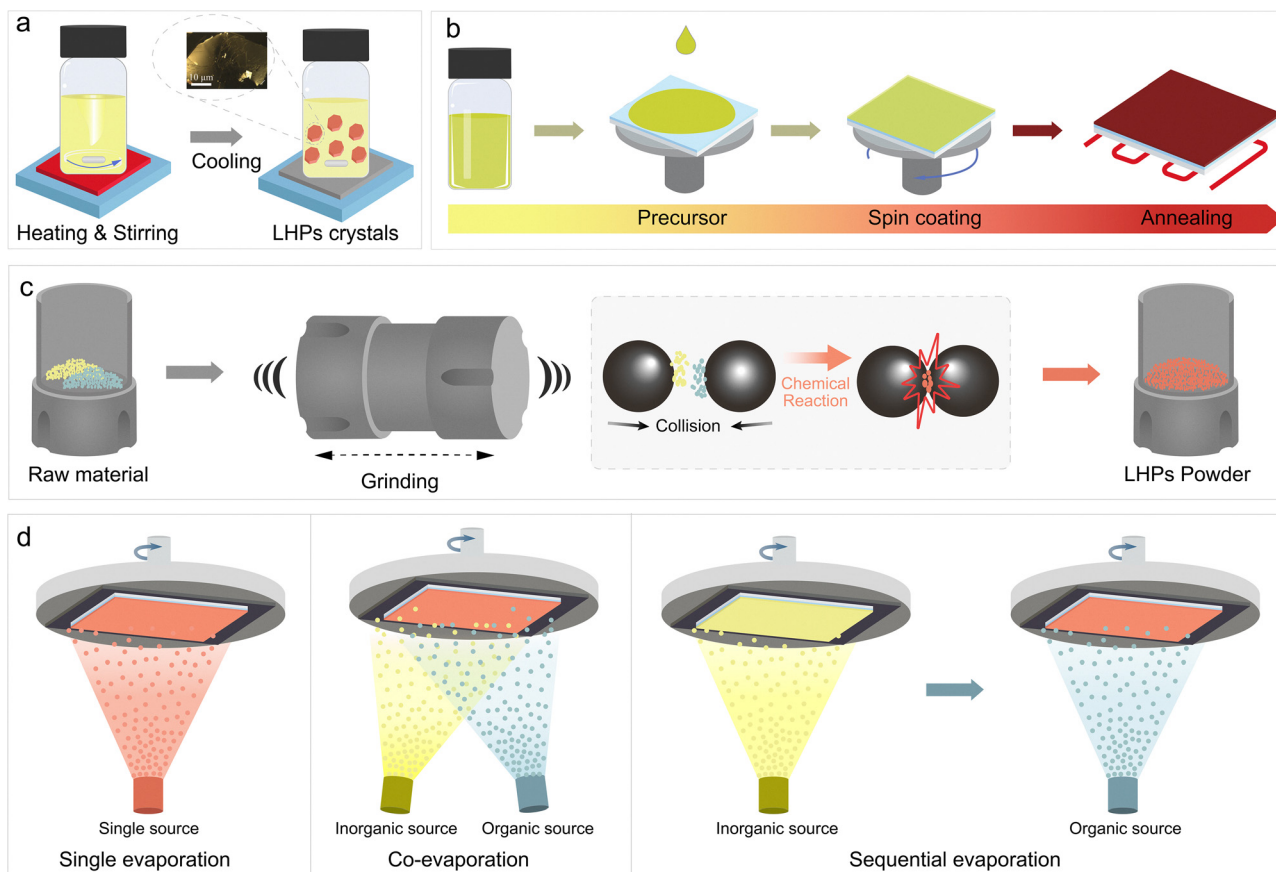 a
10 μm
Cooling
Heating & Stirring
LHPs crystals
b
Precursor
Spin coating
Annealing
c
Raw material
Grinding
Collision
Chemical
Reaction
LHPs Powder
d
Single source
Single evaporation
Inorganic source
Organic source
Co-evaporation
Inorganic source
Organic source
Sequential evaporation